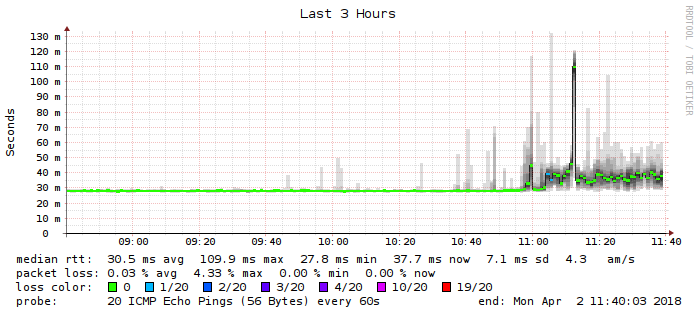 Last 3 Hours
RRDTOOL / TOBI OETIKER
Seconds
130 m
120 m
110 m
100 m
90 m
80 m
70 m
60 m
50 m
40 m
30 m
20 m
10 m
0
09:00 09:20 09:40 10:00 10:20 10:40 11:00 11:20 11:40
median rtt: 30.5 ms avg 109.9 ms max 27.8 ms min 37.7 ms now 7.1 ms sd 4.3 am/s
packet loss: 0.03 % avg 4.33 % max 0.00 % min 0.00 % now
loss color: 0 1/20 2/20 3/20 4/20 10/20 19/20
probe: 20 ICMP Echo Pings (56 Bytes) every 60s end: Mon Apr 2 11:40:03 2018